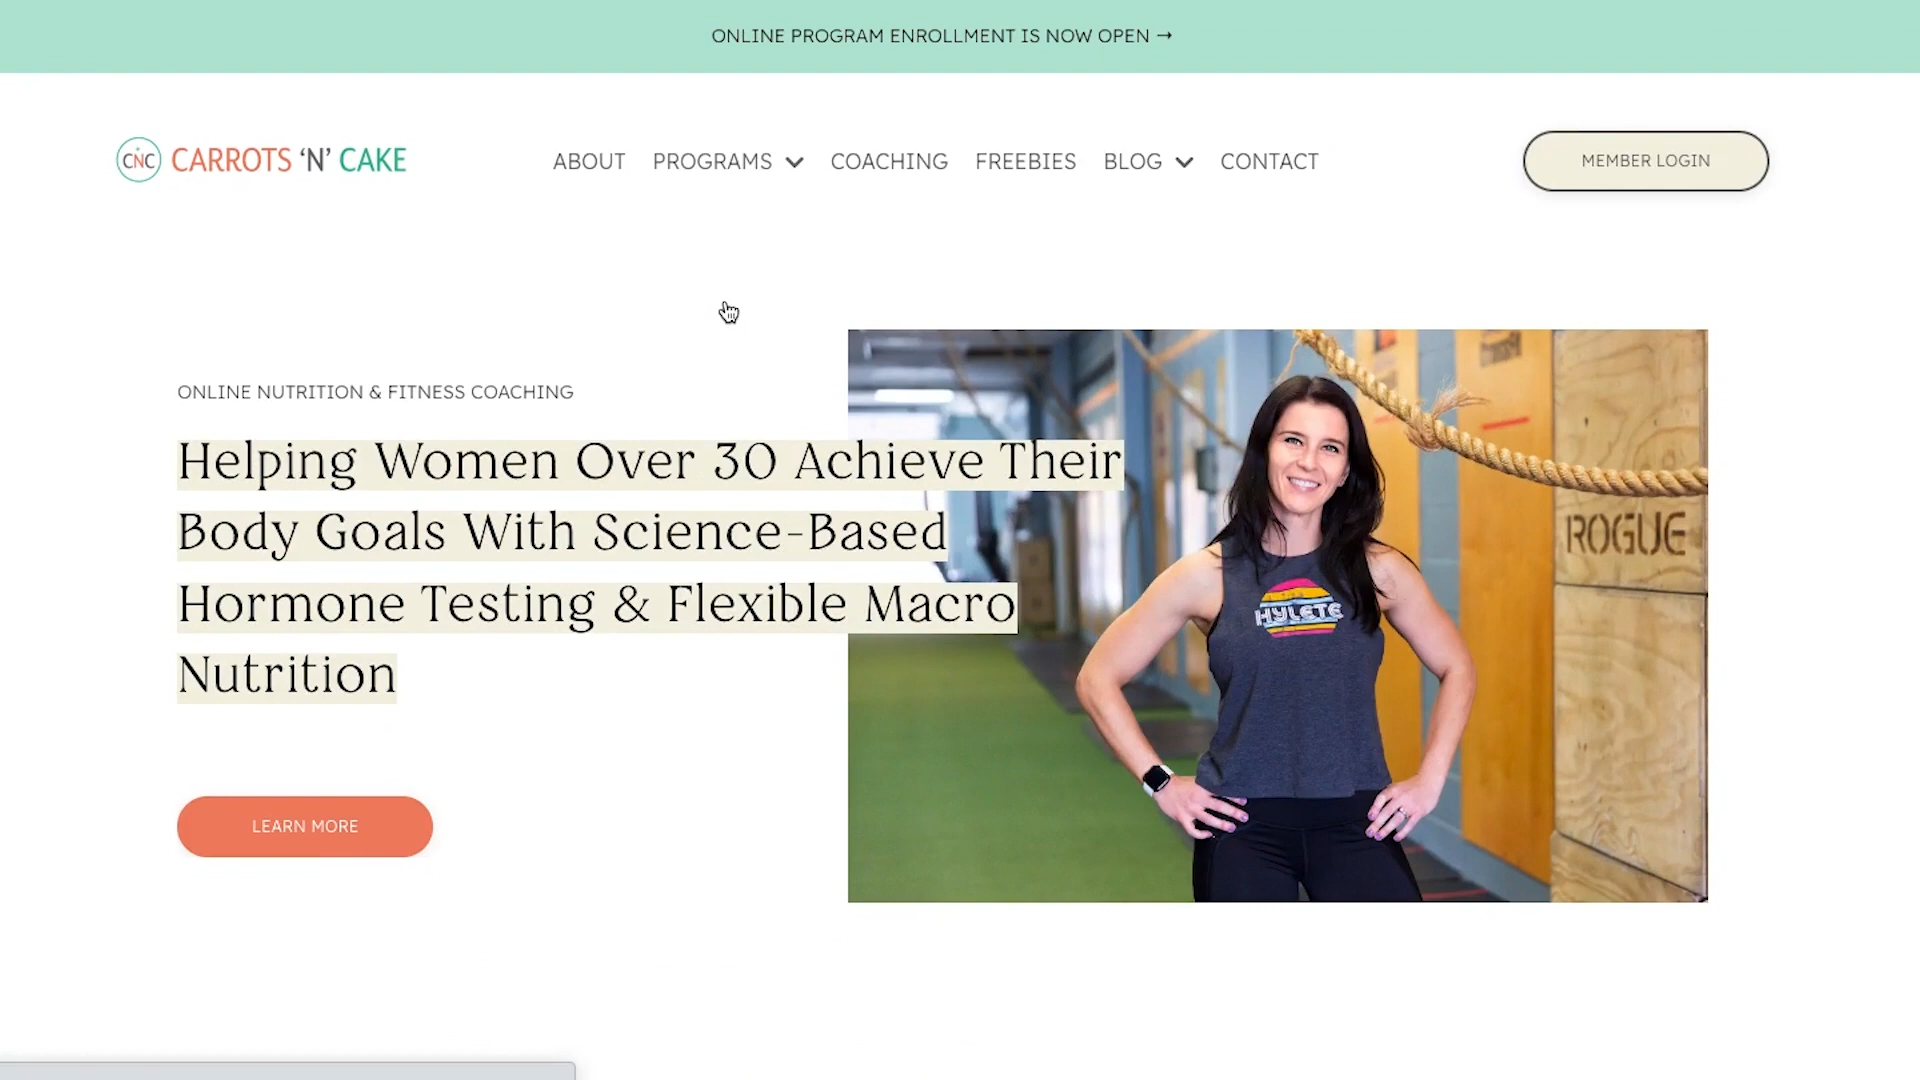 ONLINE PROGRAM ENROLLMENT IS NOW OPEN →
CNC CARROTS ‘N’ CAKE
ABOUT PROGRAMS COACHING FREEBIES BLOG CONTACT
MEMBER LOGIN
ONLINE NUTRITION & FITNESS COACHING
Helping Women Over 30 Achieve Their
Body Goals With Science-Based
Hormone Testing & Flexible Macro
Nutrition
LEARN MORE
HYLETE
ROGUE